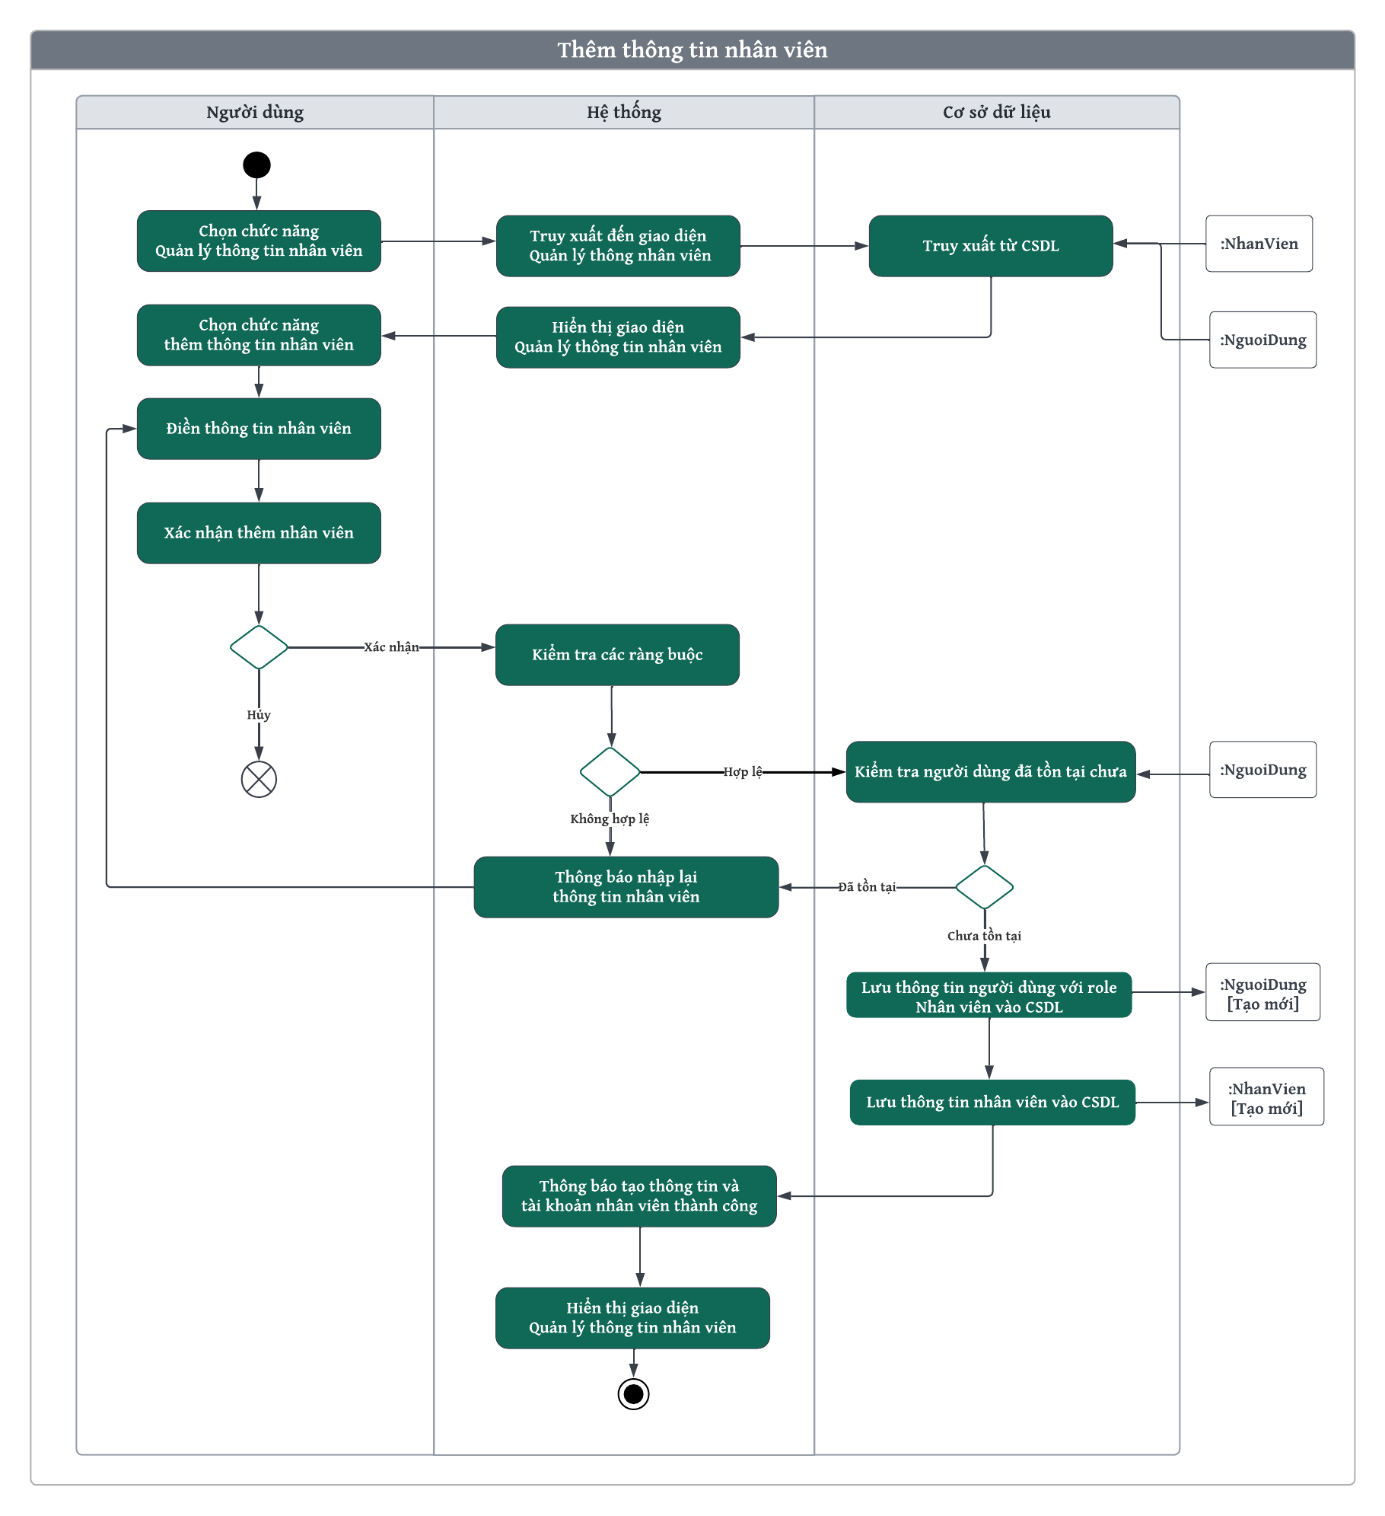 Thêm thông tin nhân viên
Người dùng
Hệ thống
Cơ sở dữ liệu
Chọn chức năng
Quản lý thông tin nhân viên
Truy xuất đến giao diện
Quản lý thông nhân viên
Truy xuất từ CSDL
:NhanVien
Chọn chức năng
thêm thông tin nhân viên
Hiển thị giao diện
Quản lý thông tin nhân viên
:NguoiDung
Điền thông tin nhân viên
Xác nhận thêm nhân viên
Xác nhận
Kiểm tra các ràng buộc
Hủy
Hợp lệ
Kiểm tra người dùng đã tồn tại chưa
:NguoiDung
Không hợp lệ
Thông báo nhập lại
thông tin nhân viên
Đã tồn tại
Chưa tồn tại
Lưu thông tin người dùng với role
Nhân viên vào CSDL
:NguoiDung
[Tạo mới]
Lưu thông tin nhân viên vào CSDL
:NhanVien
[Tạo mới]
Thông báo tạo thông tin và
tài khoản nhân viên thành công
Hiển thị giao diện
Quản lý thông tin nhân viên